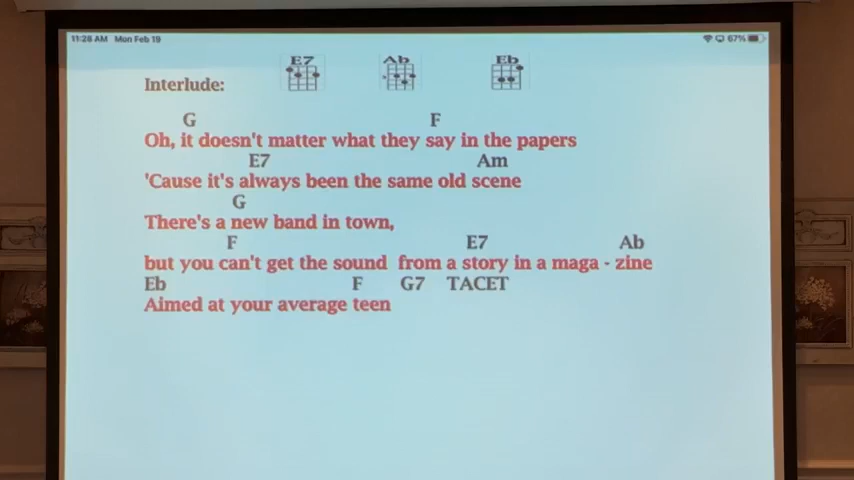 11:28 AM Mon Feb 19
67%
E7 Ab Eb
Interlude:
G F
Oh, it doesn't matter what they say in the papers
E7 Am
'Cause it's always been the same old scene
G
There's a new band in town,
F E7 Ab
but you can't get the sound from a story in a maga - zine
Eb F G7 TACET
Aimed at your average teen